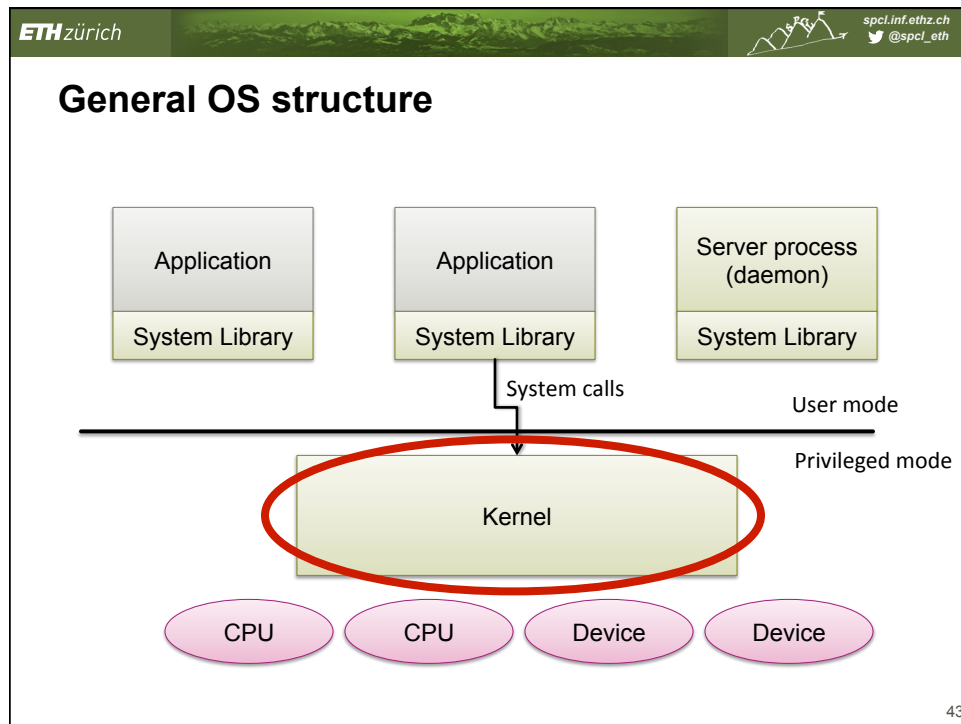 ETH zürich
spcl.inf.ethz.ch
@spcl_eth
General OS structure
Application
Application
Server process
(daemon)
System Library
System Library
System Library
System calls
User mode
Privileged mode
Kernel
CPU
CPU
Device
Device
43